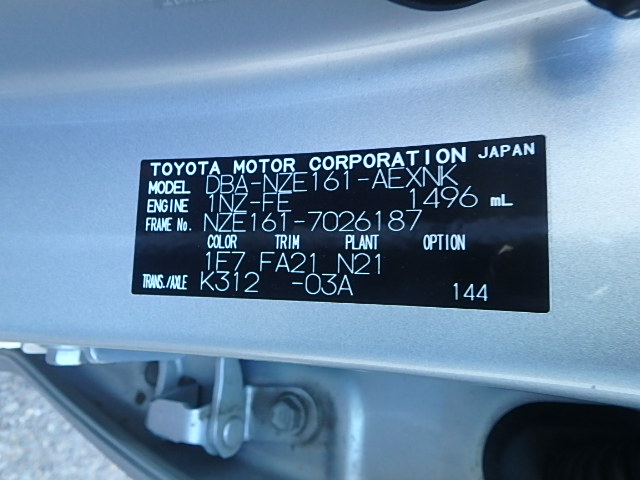 TOYOTA MOTOR CORPORATION JAPAN
MODEL DBA-NZE161-AEXNK
ENGINE 1NZ-FE 1496 mL
FRAME No. NZE161-7026187
COLOR TRIM PLANT OPTION
1F7 FA21 N21
TRANS./AXLE K312 -03A 144